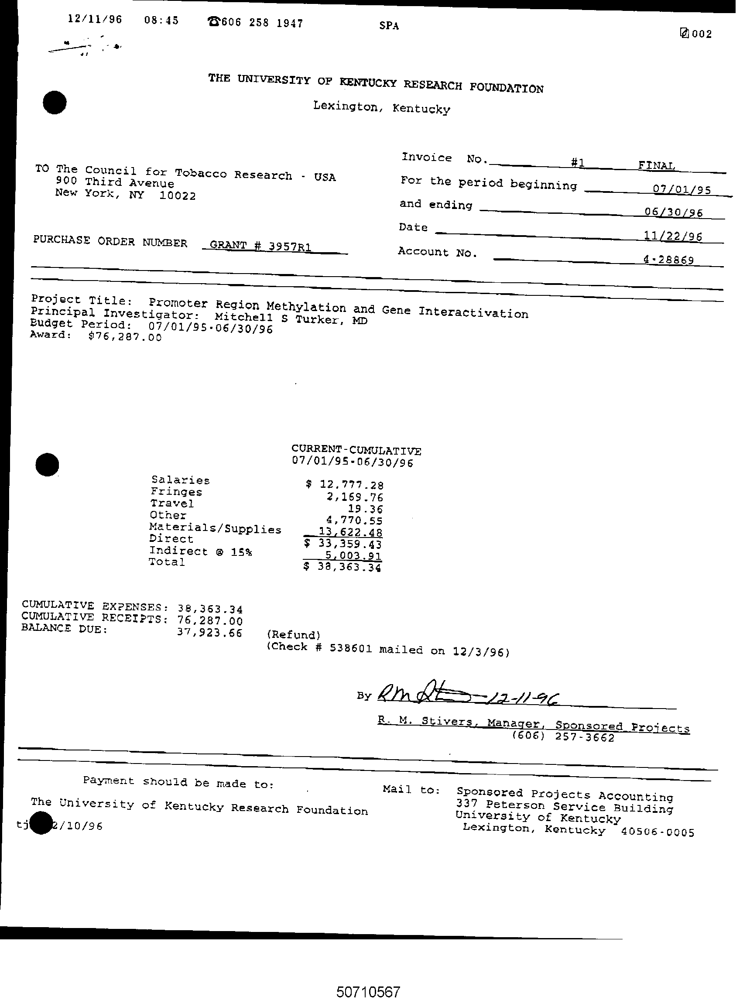 12/11/96 08:45 ☎606 258 1947 SPA 002
THE UNIVERSITY OF KENTUCKY RESEARCH FOUNDATION
Lexington, Kentucky
Invoice No. #1 FINAL
TO The Council for Tobacco Research - USA
900 Third Avenue
New York, NY 10022
For the period beginning 07/01/95
and ending 06/30/96
Date 11/22/96
PURCHASE ORDER NUMBER GRANT # 3957R1
Account No. 4-28869
Project Title: Promoter Region Methylation and Gene Interactivation
Principal Investigator: Mitchell S Turker, MD
Budget Period: 07/01/95-06/30/96
Award: $76,287.00
CURRENT-CUMULATIVE
07/01/95-06/30/96
Salaries $ 12,777.28
Fringes 2,169.76
Travel 19.36
Other 4,770.55
Materials/Supplies 13,622.48
Direct $ 33,359.43
Indirect @ 15% 5,003.91
Total $ 38,363.34
CUMULATIVE EXPENSES: 38,363.34
CUMULATIVE RECEIPTS: 76,287.00
BALANCE DUE: 37,923.66 (Refund)
(Check # 538601 mailed on 12/3/96)
By 12-11-96
R. M. Stivers, Manager, Sponsored Projects
(606) 257-3662
Payment should be made to:
The University of Kentucky Research Foundation
Mail to: Sponsored Projects Accounting
337 Peterson Service Building
University of Kentucky
Lexington, Kentucky 40506-0005
tj 2/10/96
50710567